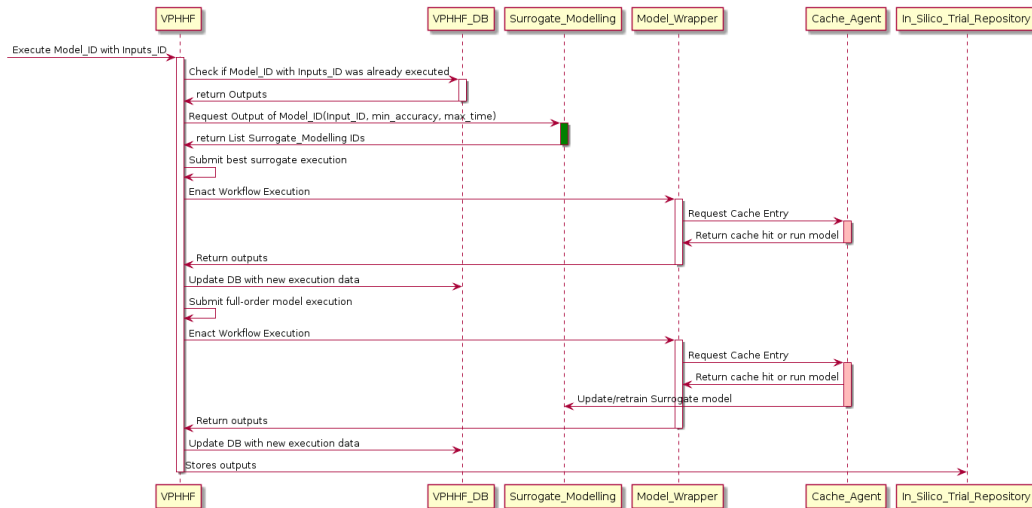 VPHHF
VPHHF_DB
Surrogate_Modelling
Model_Wrapper
Cache_Agent
In_Silico_Trial_Repository
Execute Model_ID with Inputs_ID
Check if Model_ID with Inputs_ID was already executed
return Outputs
Request Output of Model_ID(Input_ID, min_accuracy, max_time)
return List Surrogate_Modelling IDs
Submit best surrogate execution
Enact Workflow Execution
Request Cache Entry
Return cache hit or run model
Return outputs
Update DB with new execution data
Submit full-order model execution
Enact Workflow Execution
Request Cache Entry
Return cache hit or run model
Update/retrain Surrogate model
Return outputs
Update DB with new execution data
Stores outputs
VPHHF
VPHHF_DB
Surrogate_Modelling
Model_Wrapper
Cache_Agent
In_Silico_Trial_Repository